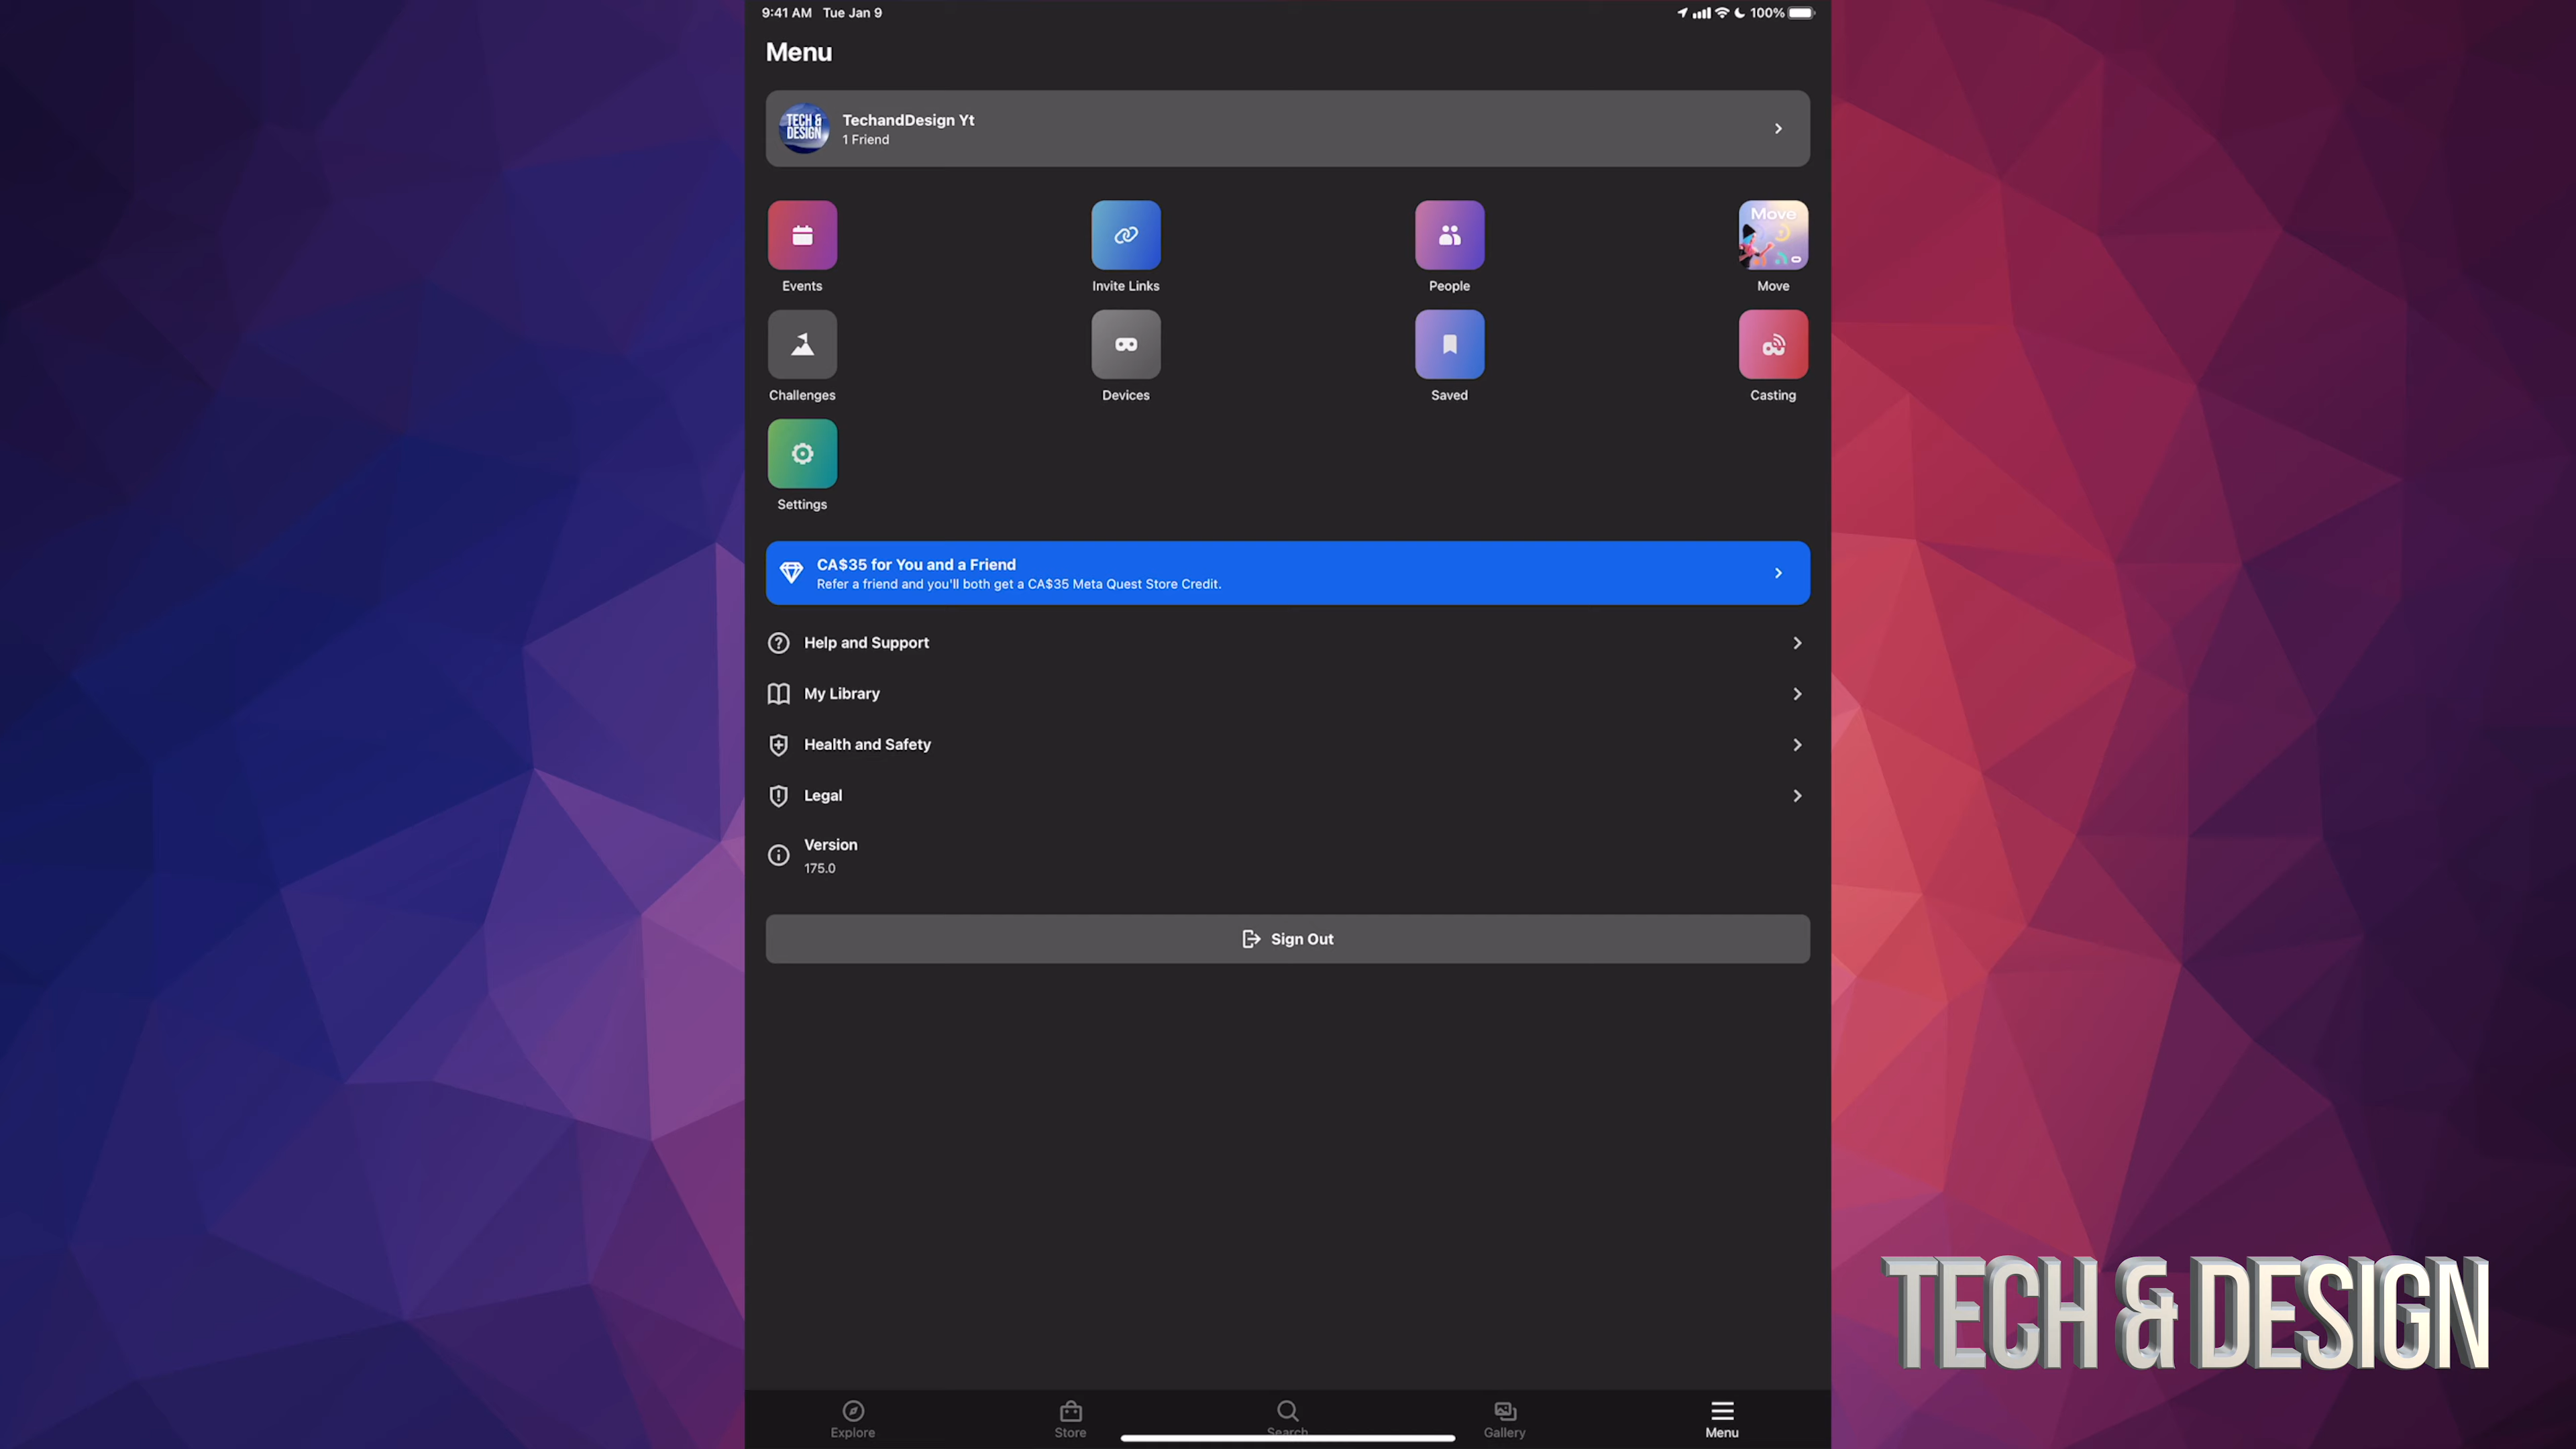 9:41 AM Tue Jan 9
100%
Menu
TECH &
DESIGN
TechandDesign Yt
1 Friend
Move
Events
Invite Links
People
Move
Challenges
Devices
Saved
Casting
Settings
CA$35 for You and a Friend
Refer a friend and you'll both get a CA$35 Meta Quest Store Credit.
Help and Support
My Library
Health and Safety
Legal
Version
175.0
Sign Out
TECH & DESIGN
Explore
Store
Search
Gallery
Menu